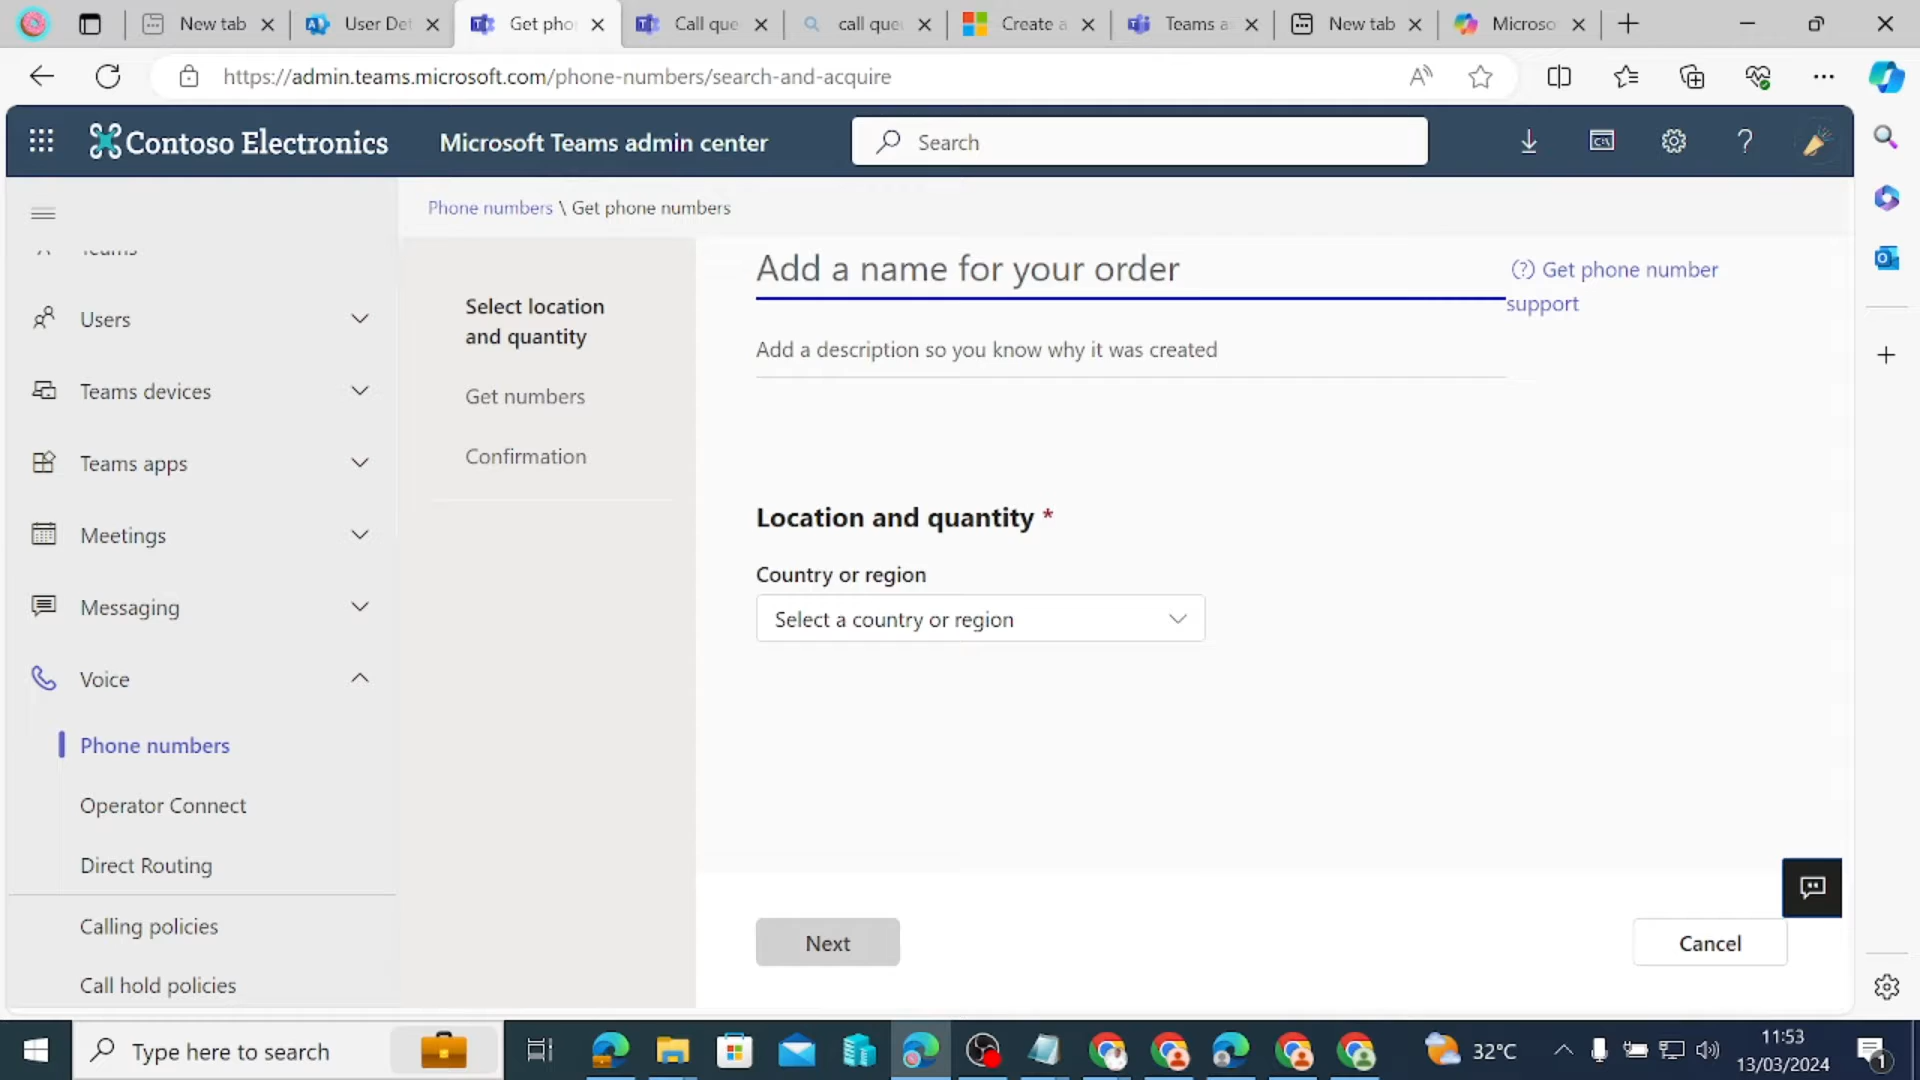 New tab
User Det
Get pho
Call que
call que
Create a
Teams a
New tab
Microso
https://admin.teams.microsoft.com/phone-numbers/search-and-acquire
Contoso Electronics
Microsoft Teams admin center
Search
Phone numbers \ Get phone numbers
Teams
Users
Teams devices
Teams apps
Meetings
Messaging
Voice
Phone numbers
Operator Connect
Direct Routing
Calling policies
Call hold policies
Select location
and quantity
Get numbers
Confirmation
Add a name for your order
Get phone number
support
Add a description so you know why it was created
Location and quantity *
Country or region
Select a country or region
Next
Cancel
Type here to search
32°C
11:53
13/03/2024
1